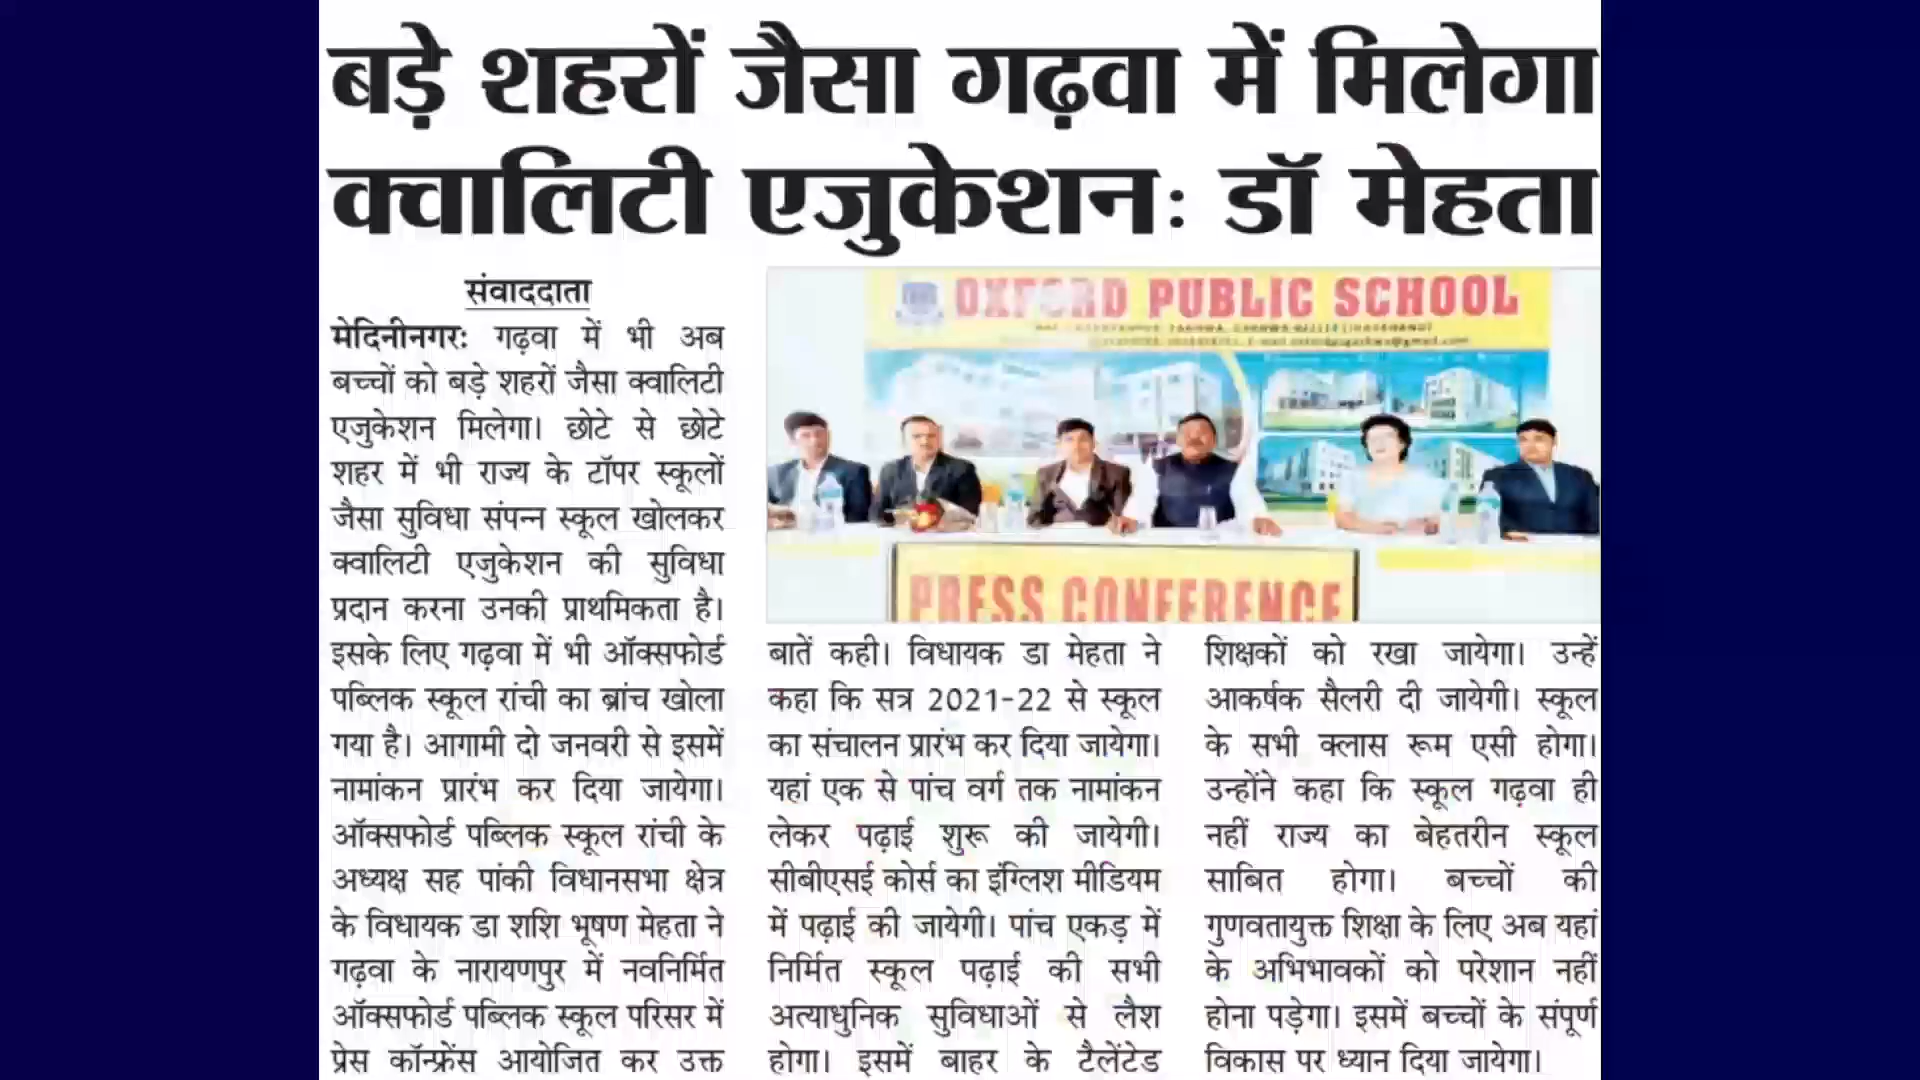 बड़े शहरों जैसा गढ़वा में मिलेगा
क्वालिटी एजुकेशन: डॉ मेहता
संवाददाता
मेदिनीनगर: गढ़वा में भी अब
बच्चों को बड़े शहरों जैसा क्वालिटी
एजुकेशन मिलेगा। छोटे से छोटे
शहर में भी राज्य के टॉपर स्कूलों
जैसा सुविधा संपन्न स्कूल खोलकर
क्वालिटी एजुकेशन की सुविधा
प्रदान करना उनकी प्राथमिकता है।
इसके लिए गढ़वा में भी ऑक्सफोर्ड
पब्लिक स्कूल रांची का ब्रांच खोला
गया है। आगामी दो जनवरी से इसमें
नामांकन प्रारंभ कर दिया जायेगा।
ऑक्सफोर्ड पब्लिक स्कूल रांची के
अध्यक्ष सह पांकी विधानसभा क्षेत्र
के विधायक डा शशि भूषण मेहता ने
गढ़वा के नारायणपुर में नवनिर्मित
ऑक्सफोर्ड पब्लिक स्कूल परिसर में
प्रेस कॉन्फ्रेंस आयोजित कर उक्त
OXFORD PUBLIC SCHOOL
PRESS CONFERENCE
बातें कही। विधायक डा मेहता ने
कहा कि सत्र 2021-22 से स्कूल
का संचालन प्रारंभ कर दिया जायेगा।
यहां एक से पांच वर्ग तक नामांकन
लेकर पढ़ाई शुरू की जायेगी।
सीबीएसई कोर्स का इंग्लिश मीडियम
में पढ़ाई की जायेगी। पांच एकड़ में
निर्मित स्कूल पढ़ाई की सभी
अत्याधुनिक सुविधाओं से लैश
होगा। इसमें बाहर के टैलेंटेड
शिक्षकों को रखा जायेगा। उन्हें
आकर्षक सैलरी दी जायेगी। स्कूल
के सभी क्लास रूम एसी होगा।
उन्होंने कहा कि स्कूल गढ़वा ही
नहीं राज्य का बेहतरीन स्कूल
साबित होगा। बच्चों की
गुणवतायुक्त शिक्षा के लिए अब यहां
के अभिभावकों को परेशान नहीं
होना पड़ेगा। इसमें बच्चों के संपूर्ण
विकास पर ध्यान दिया जायेगा।